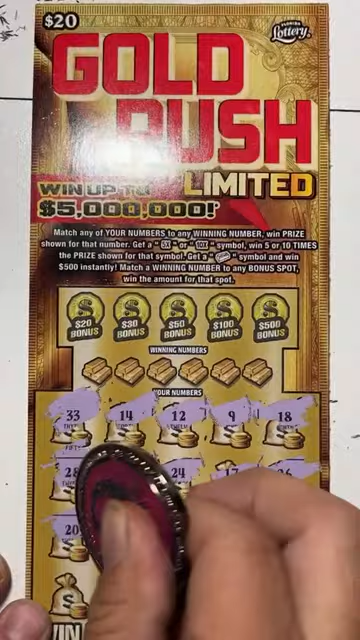 $20
FLORIDA
Lottery
GOLD
RUSH
LIMITED
WIN UP TO
$5,000,000!*
Match any of YOUR NUMBERS to any WINNING NUMBER, win PRIZE
shown for that number. Get a "5X" or "10X" symbol, win 5 or 10 TIMES
the PRIZE shown for that symbol. Get a " " symbol and win
$500 instantly! Match a WINNING NUMBER to any BONUS SPOT,
win the amount for that spot.
$20 BONUS $30 BONUS $50 BONUS $100 BONUS $500 BONUS
WINNING NUMBERS
YOUR NUMBERS
33 14 12 9 18
28 24 17 26
20
WIN